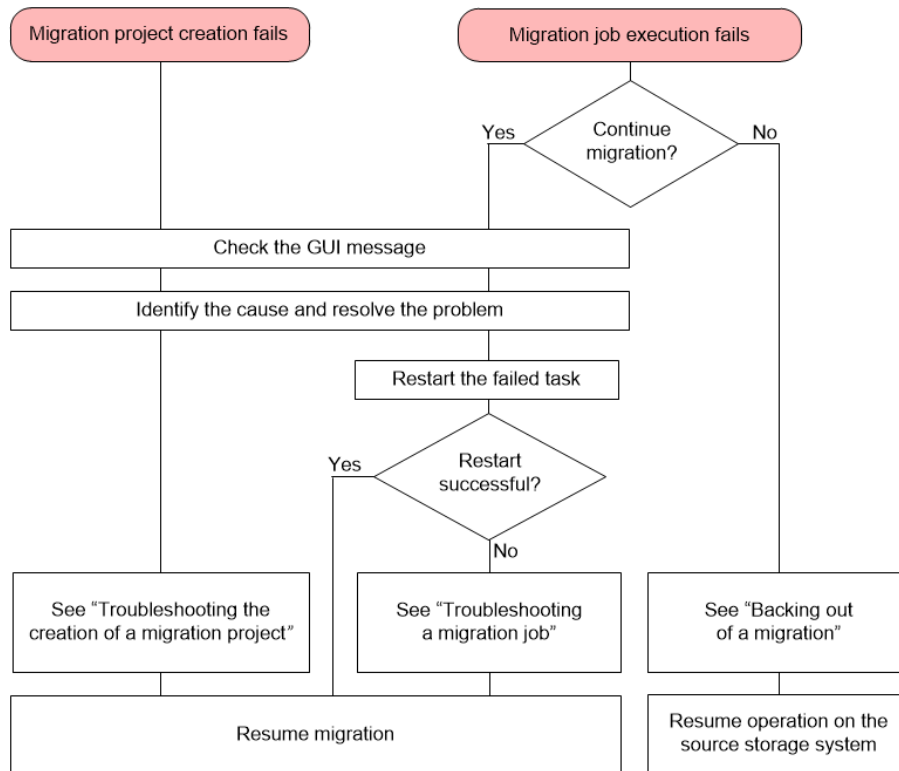 Migration project creation fails
Migration job execution fails
Continue
migration?
Yes
No
Check the GUI message
Identify the cause and resolve the problem
Restart the failed task
Restart
successful?
Yes
No
See “Troubleshooting the
creation of a migration project”
See “Troubleshooting
a migration job”
See “Backing out
of a migration”
Resume migration
Resume operation on the
source storage system